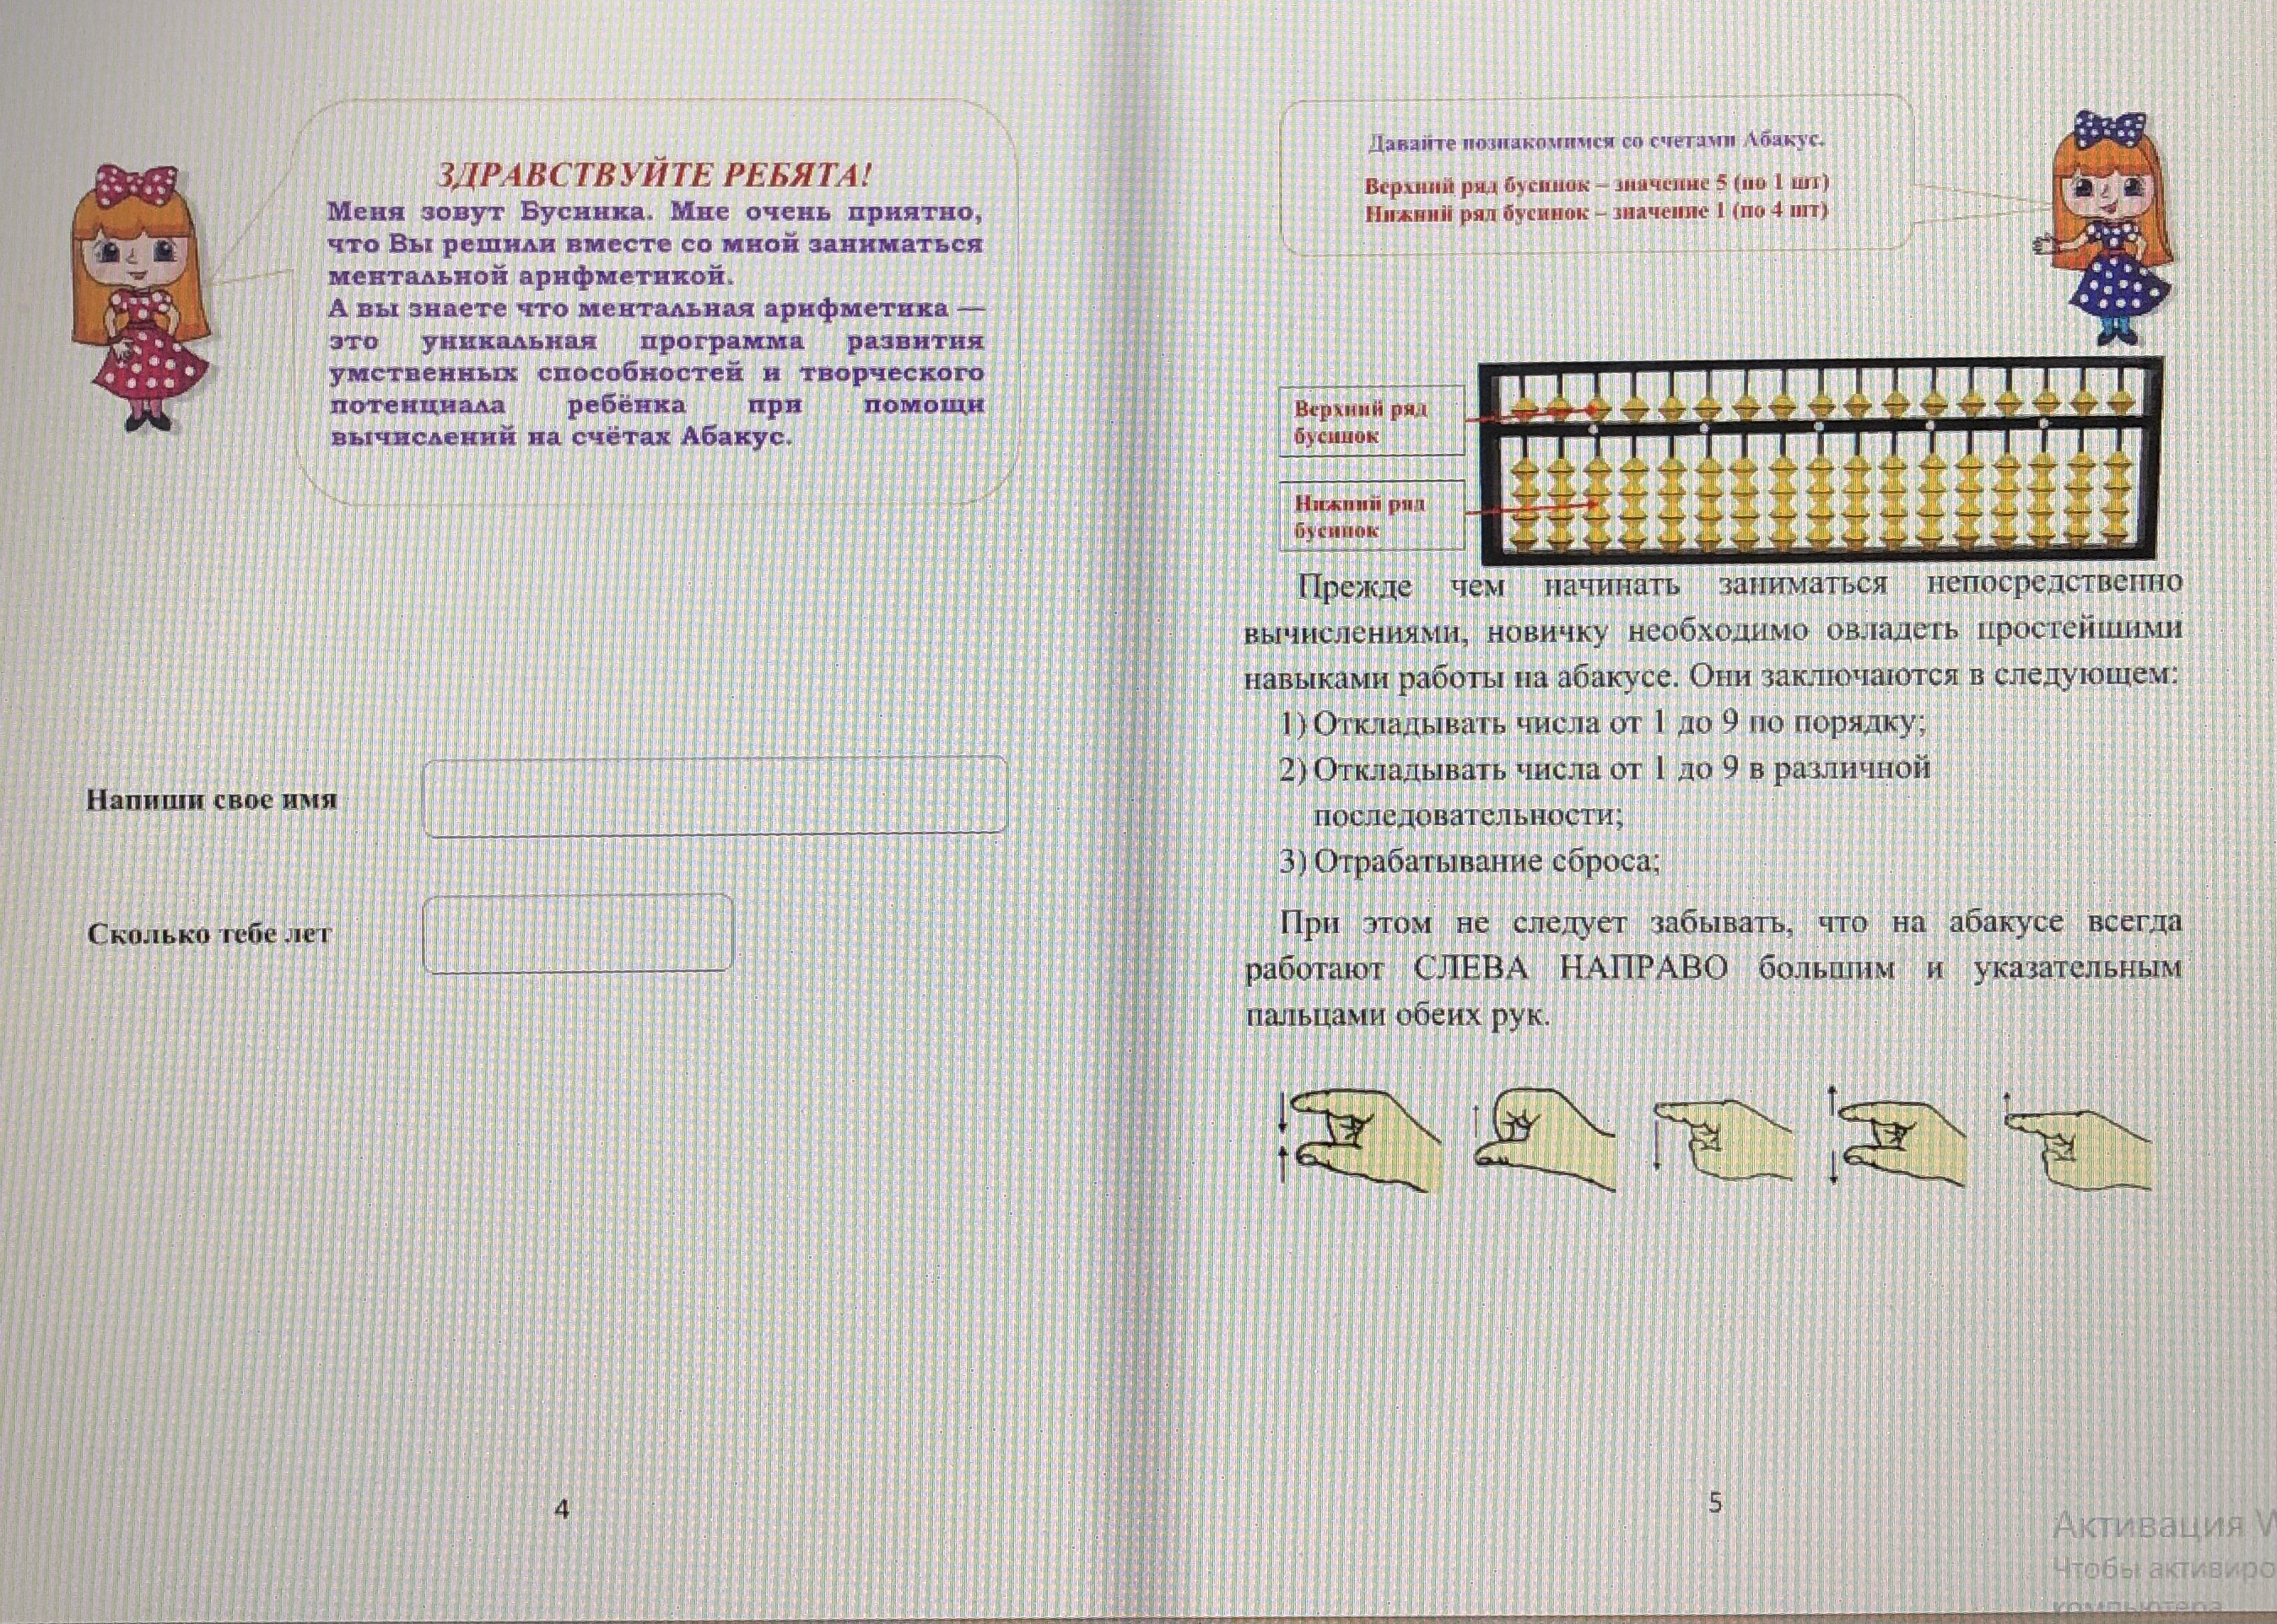 ЗДРАВСТВУЙТЕ РЕБЯТА!
Меня зовут Бусинка. Мне очень приятно,
что Вы решили вместе со мной заниматься
ментальной арифметикой.
А вы знаете что ментальная арифметика —
это уникальная программа развития
умственных способностей и творческого
потенциала ребёнка при помощи
вычислений на счётах Абакус.
Напиши свое имя
Сколько тебе лет
4
Давайте познакомимся со счетами Абакус.
Верхний ряд бусинок – значение 5 (по 1 шт)
Нижний ряд бусинок – значение 1 (по 4 шт)
Верхний ряд
бусинок
Нижний ряд
бусинок
Прежде чем начинать заниматься непосредственно
вычислениями, новичку необходимо овладеть простейшими
навыками работы на абакусе. Они заключаются в следующем:
1) Откладывать числа от 1 до 9 по порядку;
2) Откладывать числа от 1 до 9 в различной
последовательности;
3) Отрабатывание сброса;
При этом не следует забывать, что на абакусе всегда
работают СЛЕВА НАПРАВО большим и указательным
пальцами обеих рук.
5
Активация W
Чтобы активиро
компьютера